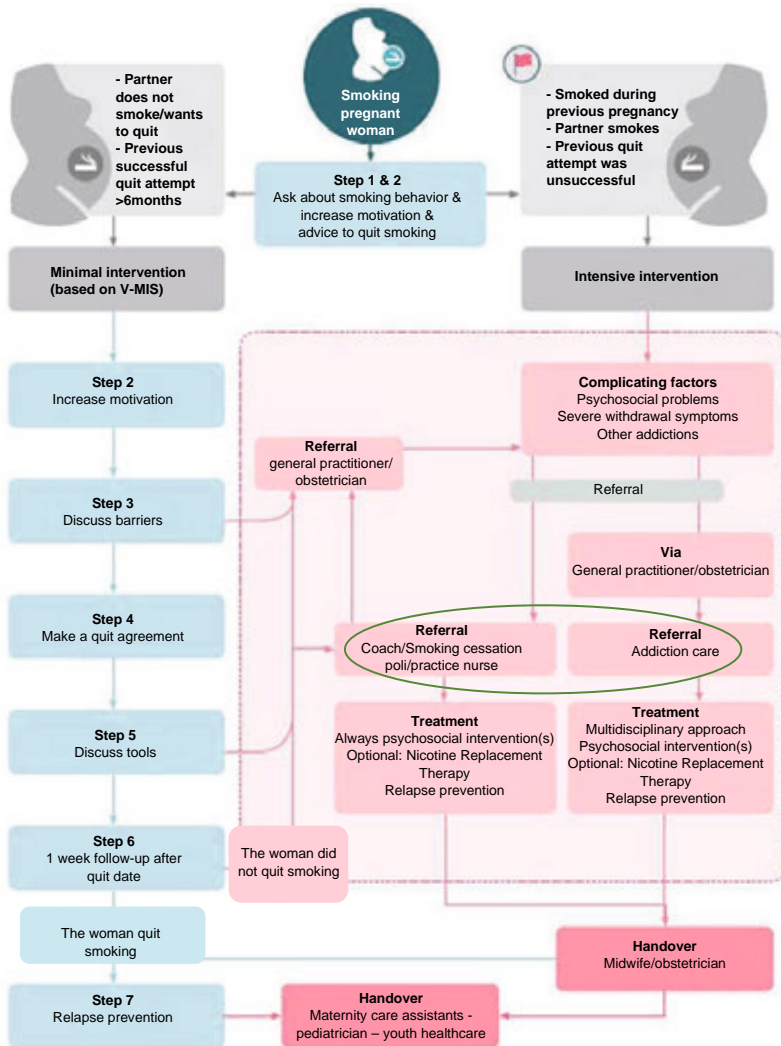 Smoking
pregnant
woman
- Partner
does not
smoke/wants
to quit
- Previous
successful
quit attempt
>6months
- Smoked during
previous pregnancy
- Partner smokes
- Previous quit
attempt was
unsuccessful
Step 1 & 2
Ask about smoking behavior &
increase motivation &
advice to quit smoking
Minimal intervention
(based on V-MIS)
Intensive intervention
Step 2
Increase motivation
Complicating factors
Psychosocial problems
Severe withdrawal symptoms
Other addictions
Referral
general practitioner/
obstetrician
Referral
Step 3
Discuss barriers
Via
General practitioner/obstetrician
Step 4
Make a quit agreement
Referral
Coach/Smoking cessation
poli/practice nurse
Referral
Addiction care
Step 5
Discuss tools
Treatment
Always psychosocial intervention(s)
Optional: Nicotine Replacement
Therapy
Relapse prevention
Treatment
Multidisciplinary approach
Psychosocial intervention(s)
Optional: Nicotine Replacement
Therapy
Relapse prevention
Step 6
1 week follow-up after
quit date
The woman did
not quit smoking
The woman quit
smoking
Handover
Midwife/obstetrician
Step 7
Relapse prevention
Handover
Maternity care assistants -
pediatrician – youth healthcare